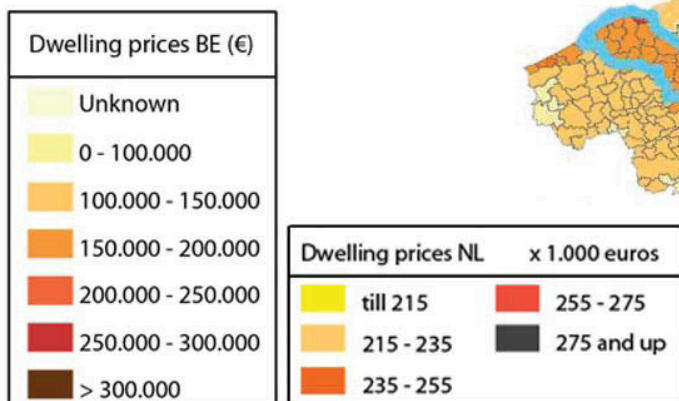 Dwelling prices BE (€)
Unknown
0 - 100.000
100.000 - 150.000
150.000 - 200.000
200.000 - 250.000
250.000 - 300.000
> 300.000
Dwelling prices NL x 1.000 euros
till 215
215 - 235
235 - 255
255 - 275
275 and up